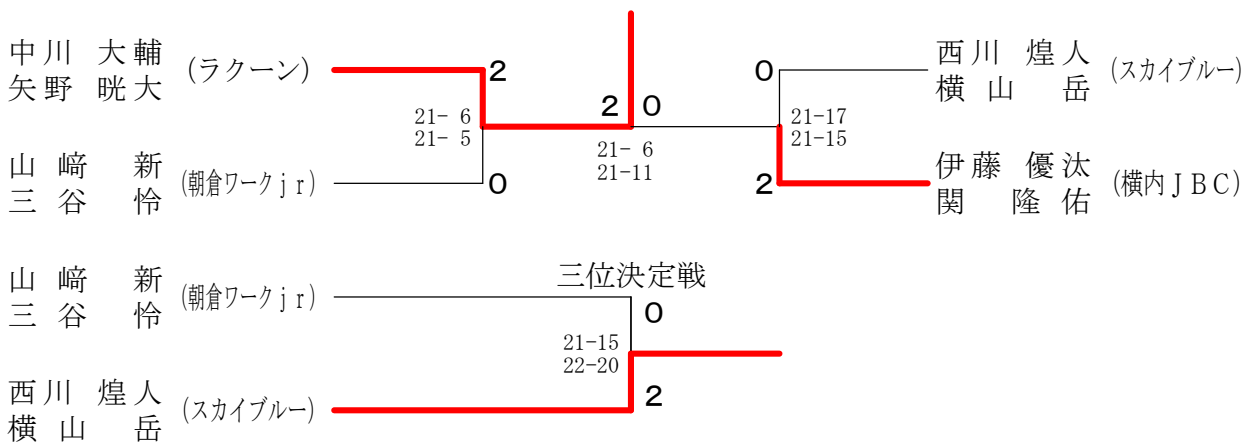 中川 大輔
矢野 晄大
(ラクーン)
2
21- 6
21- 5
山﨑 新
三谷 怜
(朝倉ワークjr)
0
2 0
21- 6
21-11
西川 煌人
横山 岳
(スカイブルー)
0
21-17
21-15
伊藤 優汰
関 隆佑
(横内JBC)
2
三位決定戦
山﨑 新
三谷 怜
(朝倉ワークjr)
0
21-15
22-20
西川 煌人
横山 岳
(スカイブルー)
2